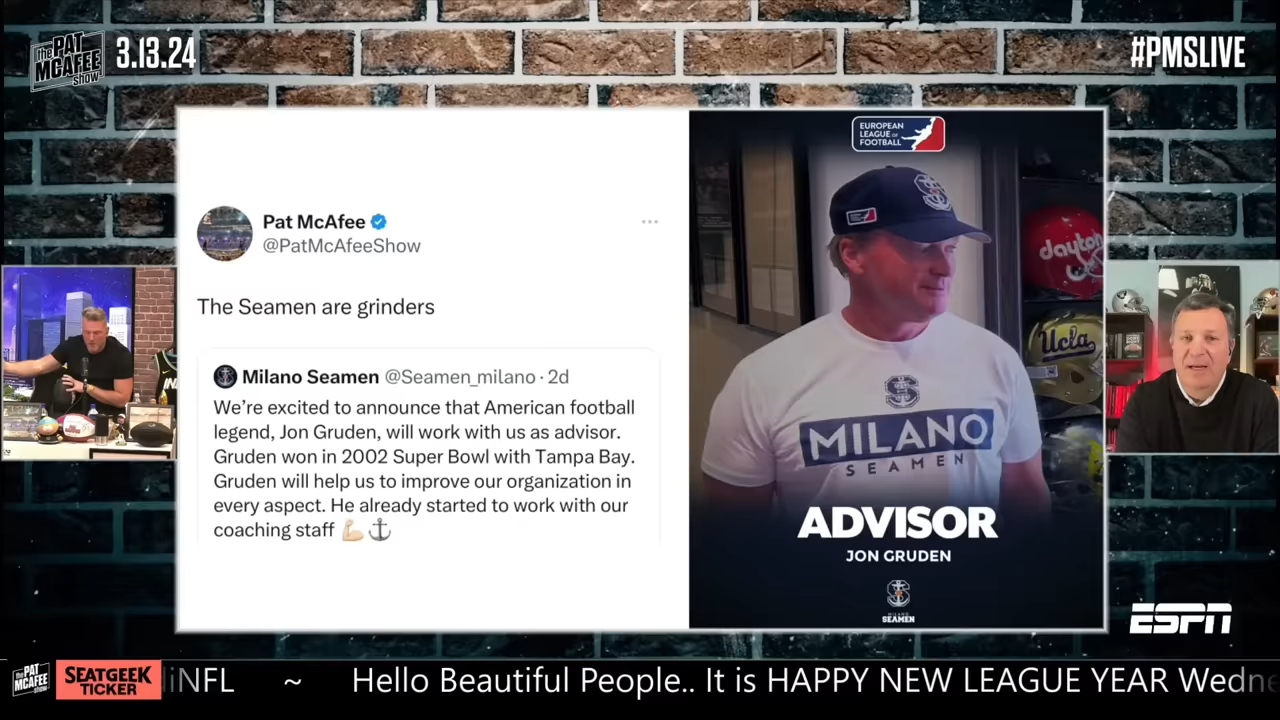 the
PAT
MCAFEE
show
3.13.24
#PMSLIVE
Pat McAfee
@PatMcAfeeShow
The Seamen are grinders
Milano Seamen @Seamen_milano · 2d
We’re excited to announce that American football
legend, Jon Gruden, will work with us as advisor.
Gruden won in 2002 Super Bowl with Tampa Bay.
Gruden will help us to improve our organization in
every aspect. He already started to work with our
coaching staff 💪🏻⚓
EUROPEAN
LEAGUE OF
FOOTBALL
dayton
Ucla
MILANO
SEAMEN
ADVISOR
JON GRUDEN
MILANO
SEAMEN
ESPN
the
PAT
MCAFEE
show
SEATGEEK
TICKER
iNFL ~ Hello Beautiful People.. It is HAPPY NEW LEAGUE YEAR Wedne